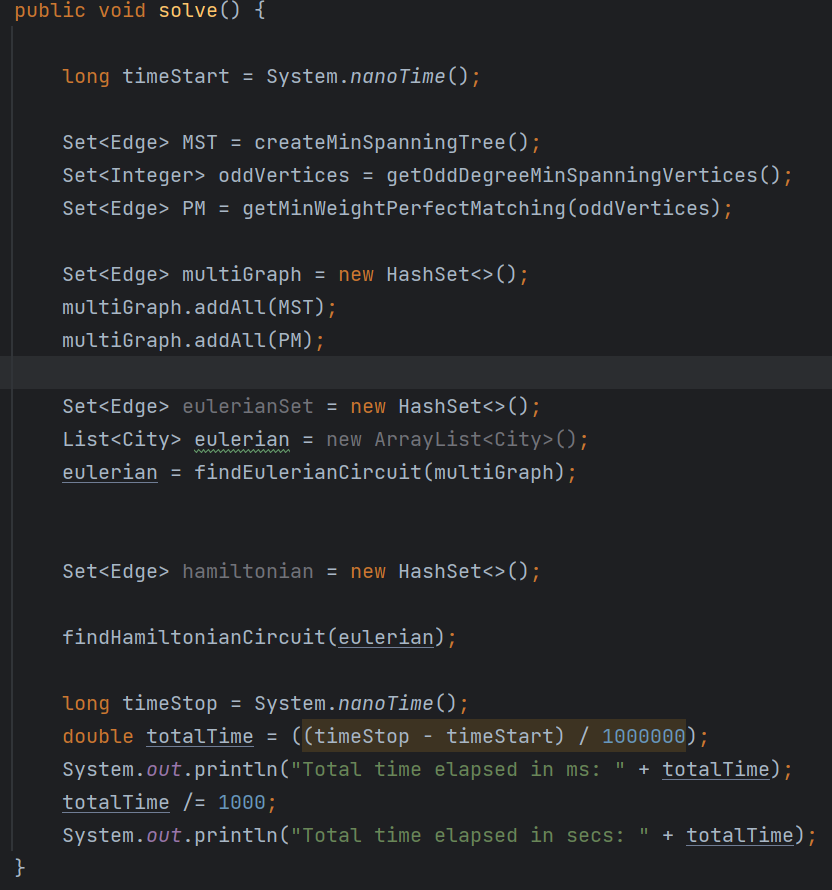 public void solve() {
long timeStart = System.nanoTime();
Set<Edge> MST = createMinSpanningTree();
Set<Integer> oddVertices = getOddDegreeMinSpanningVertices();
Set<Edge> PM = getMinWeightPerfectMatching(oddVertices);
Set<Edge> multiGraph = new HashSet<>();
multiGraph.addAll(MST);
multiGraph.addAll(PM);
Set<Edge> eulerianSet = new HashSet<>();
List<City> eulerian = new ArrayList<City>();
eulerian = findEulerianCircuit(multiGraph);
Set<Edge> hamiltonian = new HashSet<>();
findHamiltonianCircuit(eulerian);
long timeStop = System.nanoTime();
double totalTime = ((timeStop - timeStart) / 1000000);
System.out.println("Total time elapsed in ms: " + totalTime);
totalTime /= 1000;
System.out.println("Total time elapsed in secs: " + totalTime);
}